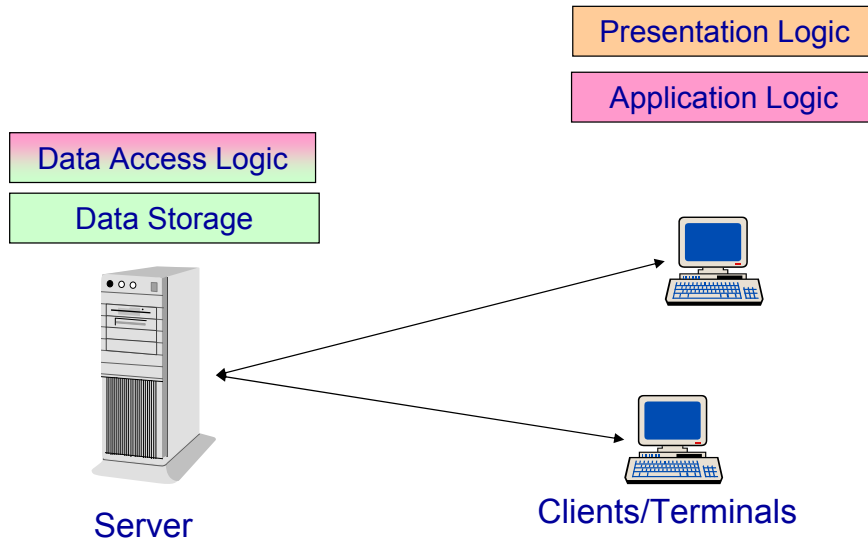 Presentation Logic
Application Logic
Data Access Logic
Data Storage
Server
Clients/Terminals